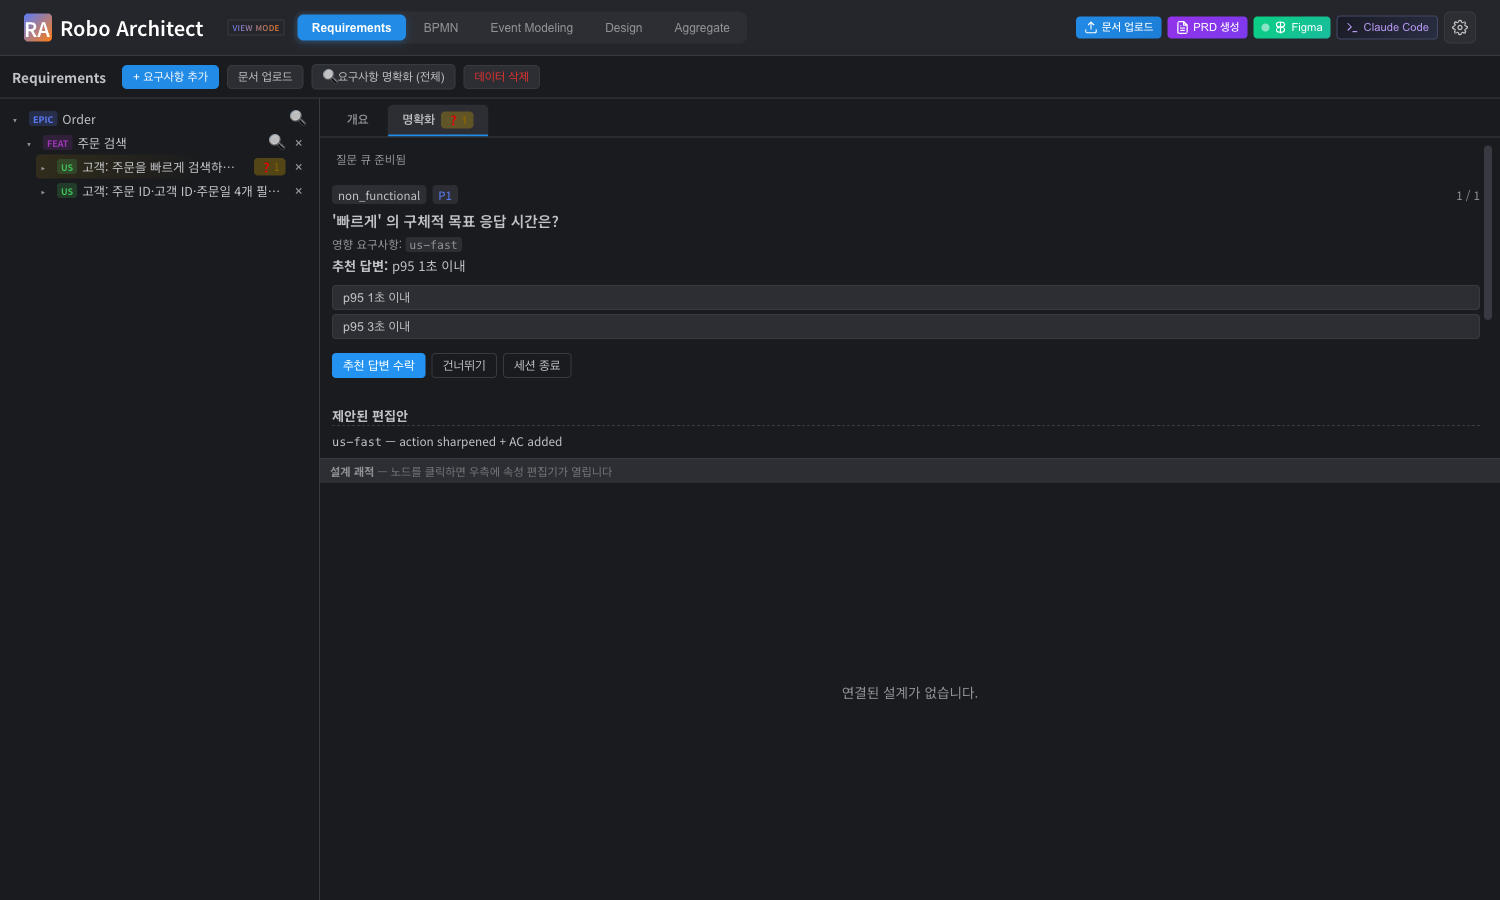 RA Robo Architect VIEW MODE Requirements BPMN Event Modeling Design Aggregate 문서 업로드 PRD 생성 Figma Claude Code
Requirements + 요구사항 추가 문서 업로드 요구사항 명확화 (전체) 데이터 삭제
EPIC Order
FEAT 주문 검색 ×
US 고객: 주문을 빠르게 검색하… ❓ 1 ×
US 고객: 주문 ID·고객 ID·주문일 4개 필… ×
개요 명확화 ❓ 1
질문 큐 준비됨
non_functional P1 1 / 1
'빠르게' 의 구체적 목표 응답 시간은?
영향 요구사항: us-fast
추천 답변: p95 1초 이내
p95 1초 이내
p95 3초 이내
추천 답변 수락 건너뛰기 세션 종료
제안된 편집안
us-fast — action sharpened + AC added
설계 궤적 — 노드를 클릭하면 우측에 속성 편집기가 열립니다
연결된 설계가 없습니다.